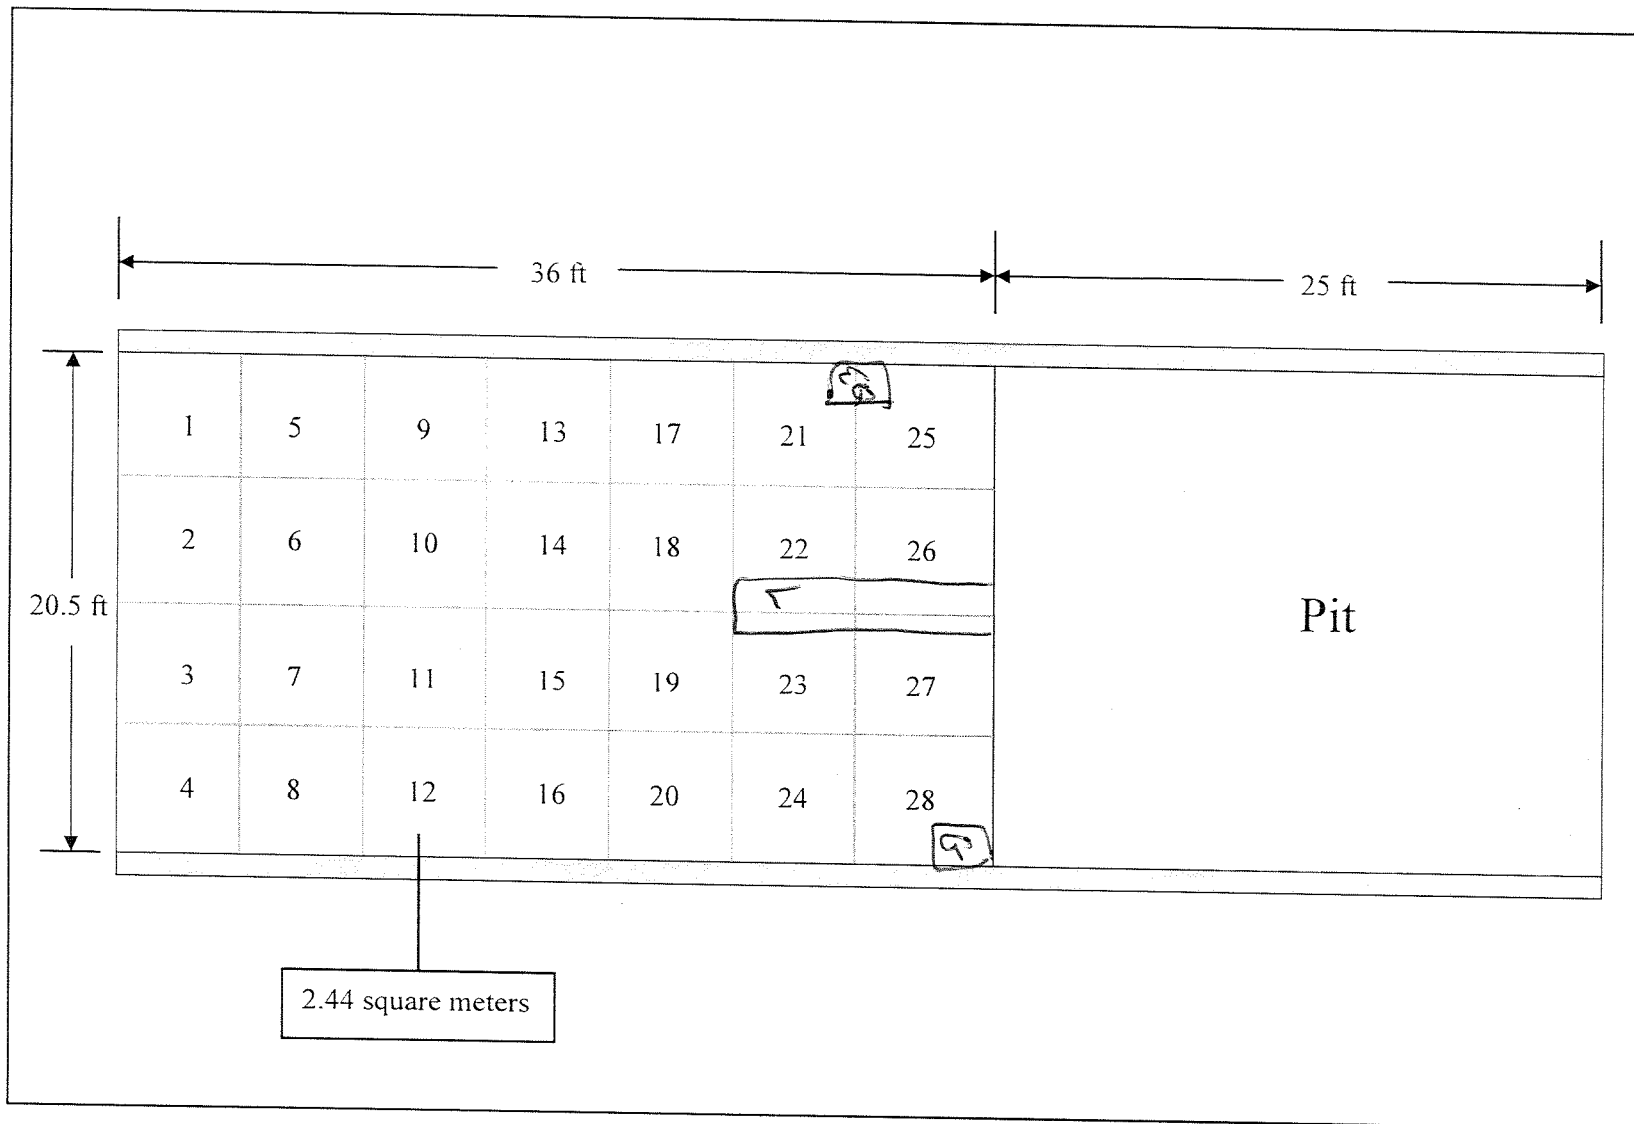 36 ft
25 ft
1 5 9 13 17 21 25
2 6 10 14 18 22 26
20.5 ft
Pit
3 7 11 15 19 23 27
4 8 12 16 20 24 28
2.44 square meters